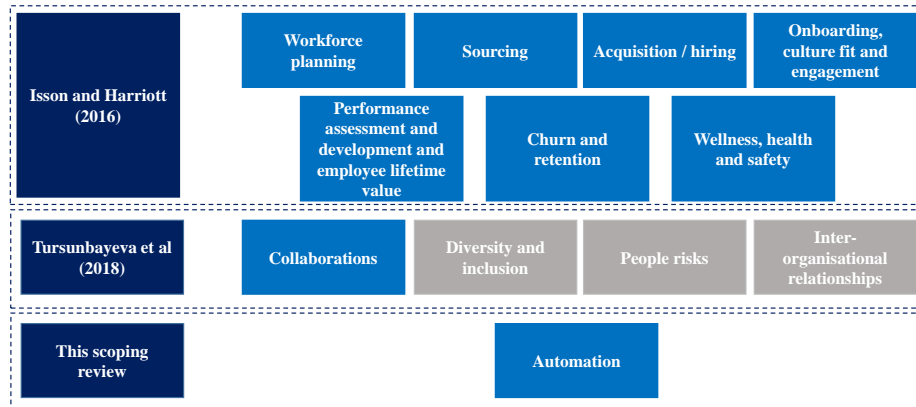 Isson and Harriott
(2016)
Workforce
planning
Sourcing
Acquisition / hiring
Onboarding,
culture fit and
engagement
Performance
assessment and
development and
employee lifetime
value
Churn and
retention
Wellness, health
and safety
Tursunbayeva et al
(2018)
Collaborations
Diversity and
inclusion
People risks
Inter-
organisational
relationships
This scoping
review
Automation